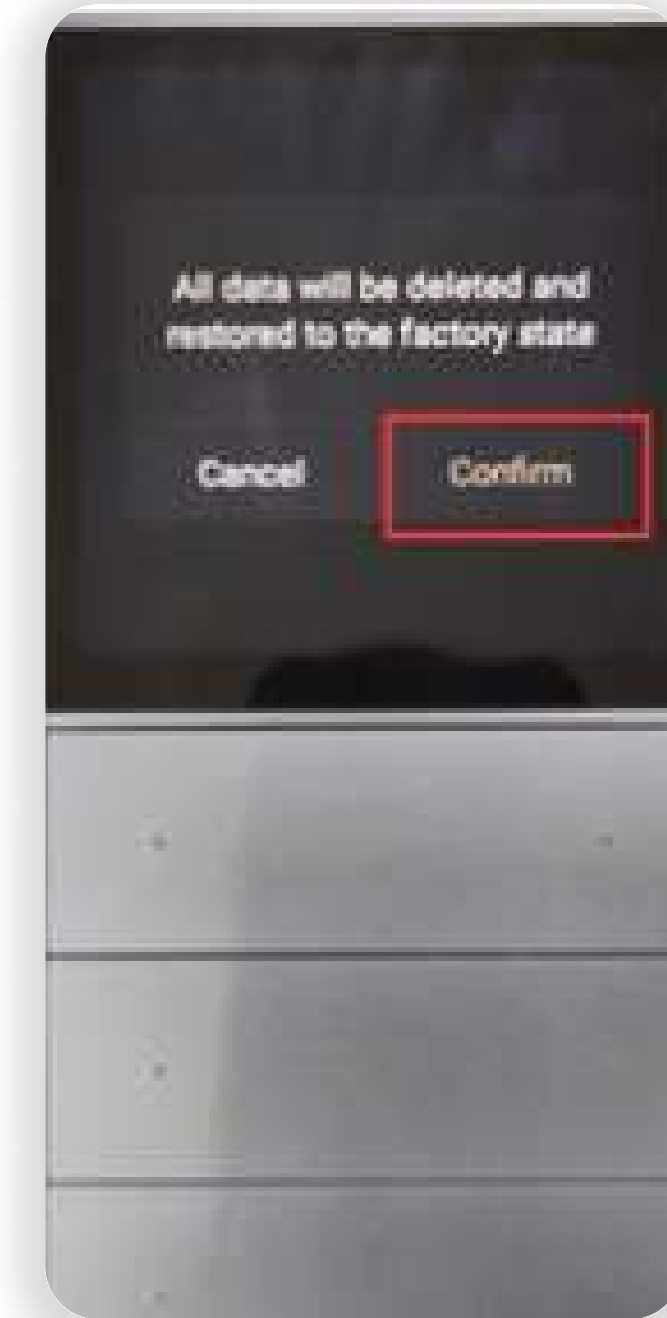 All data will be deleted and
restored to the factory state
Cancel
Confirm